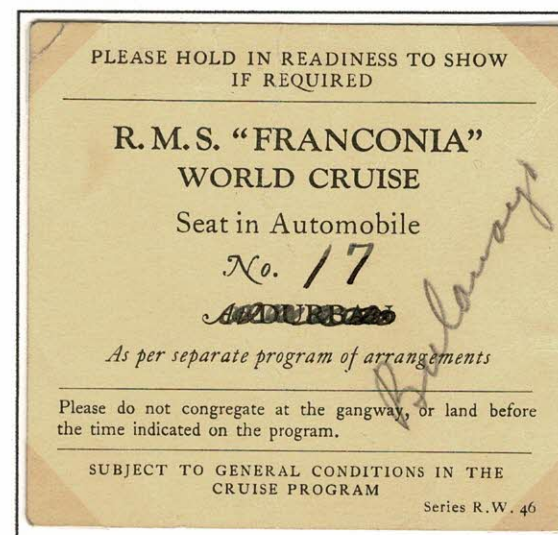 PLEASE HOLD IN READINESS TO SHOW
IF REQUIRED
R. M. S. “FRANCONIA”
WORLD CRUISE
Seat in Automobile
No. 17
At DURBAN
As per separate program of arrangements
Bulawayo
Please do not congregate at the gangway, or land before
the time indicated on the program.
SUBJECT TO GENERAL CONDITIONS IN THE
CRUISE PROGRAM
Series R. W. 46